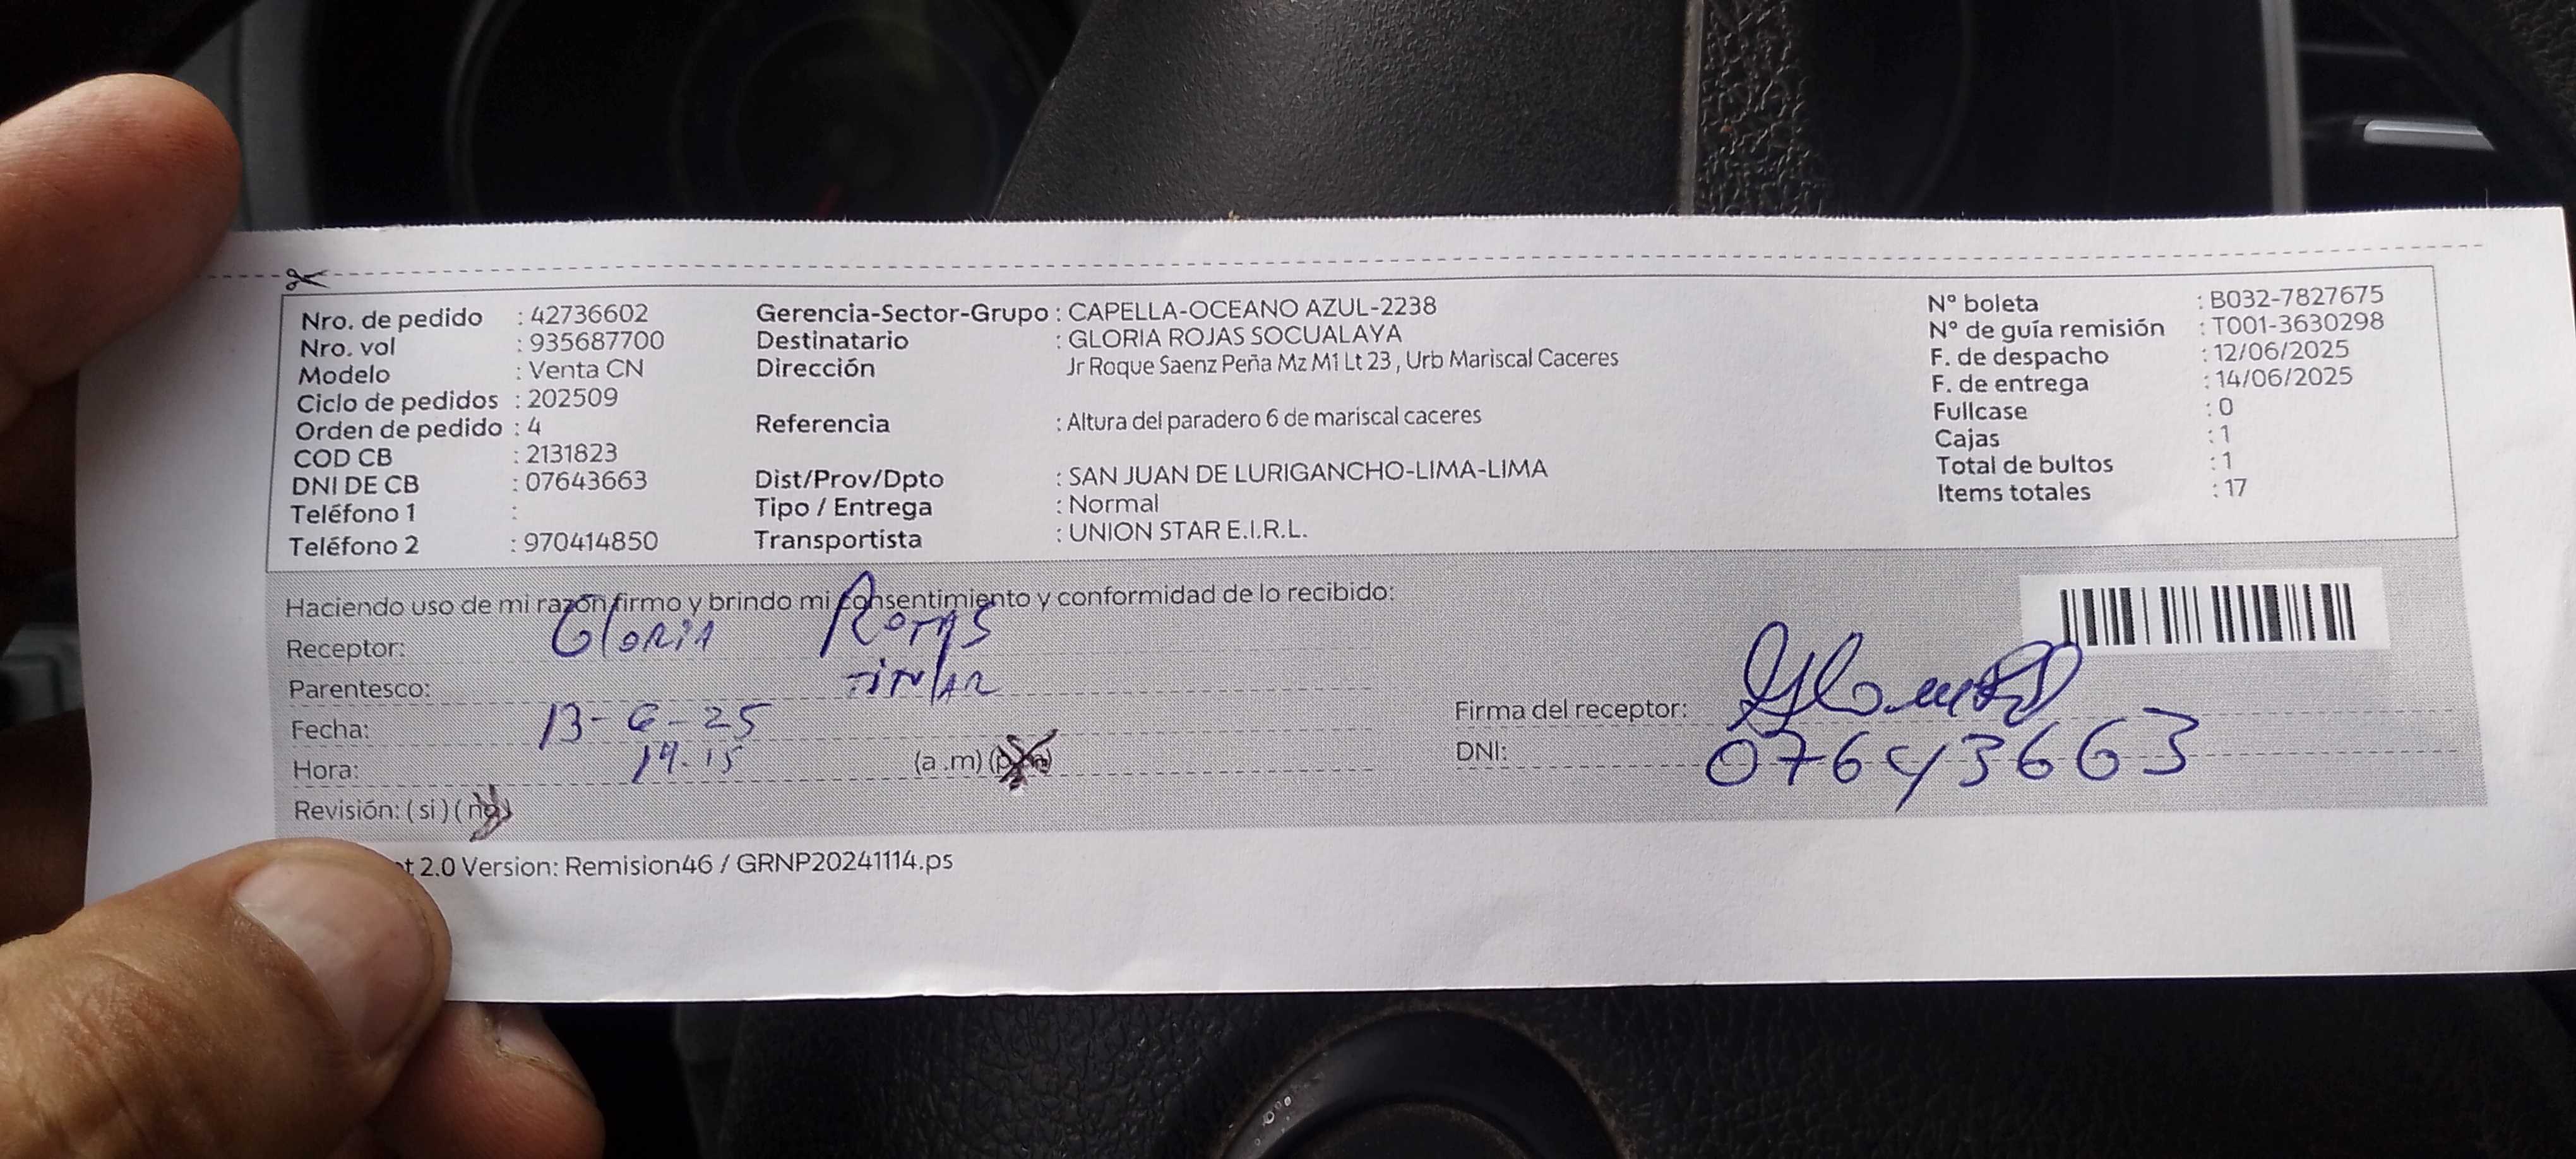 Nro. de pedido : 42736602 Gerencia-Sector-Grupo : CAPELLA-OCEANO AZUL-2238 N° boleta : B032-7827675
Nro. vol : 935687700 Destinatario : GLORIA ROJAS SOCUALAYA N° de guía remisión : T001-3630298
Modelo : Venta CN Dirección Jr Roque Saenz Peña Mz M1 Lt 23 , Urb Mariscal Caceres F. de despacho : 12/06/2025
Ciclo de pedidos : 202509 F. de entrega : 14/06/2025
Orden de pedido : 4 Referencia : Altura del paradero 6 de mariscal caceres Fullcase : 0
COD CB : 2131823 Cajas : 1
DNI DE CB : 07643663 Dist/Prov/Dpto : SAN JUAN DE LURIGANCHO-LIMA-LIMA Total de bultos : 1
Teléfono 1 : Tipo / Entrega : Normal Items totales : 17
Teléfono 2 : 970414850 Transportista : UNION STAR E.I.R.L.
Haciendo uso de mi razón firmo y brindo mi consentimiento y conformidad de lo recibido:
Receptor: GLORIA ROJAS
Parentesco: TITULAR
Fecha: 13-6-25 Firma del receptor:
Hora: 14.15 (a .m) (p.m) DNI: 07643663
Revisión: ( si ) ( no )
t 2.0 Version: Remision46 / GRNP20241114.ps